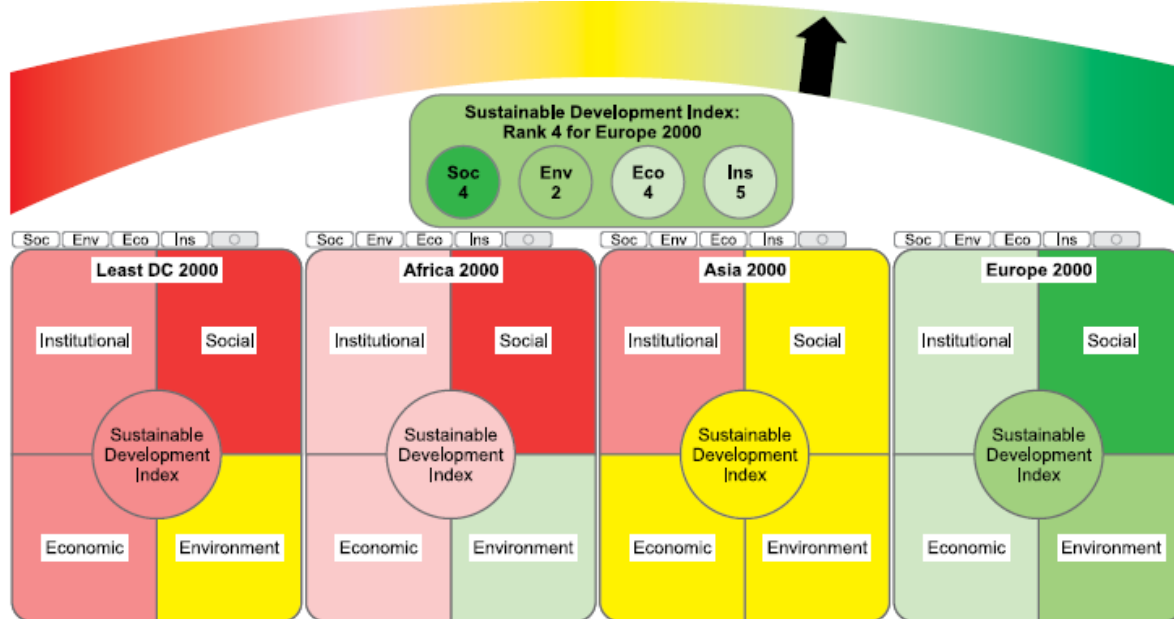 Sustainable Development Index:
Rank 4 for Europe 2000
Soc
4
Env
2
Eco
4
Ins
5
Soc Env Eco Ins
Least DC 2000
Institutional Social
Sustainable
Development
Index
Economic Environment
Soc Env Eco Ins
Africa 2000
Institutional Social
Sustainable
Development
Index
Economic Environment
Soc Env Eco Ins
Asia 2000
Institutional Social
Sustainable
Development
Index
Economic Environment
Soc Env Eco Ins
Europe 2000
Institutional Social
Sustainable
Development
Index
Economic Environment